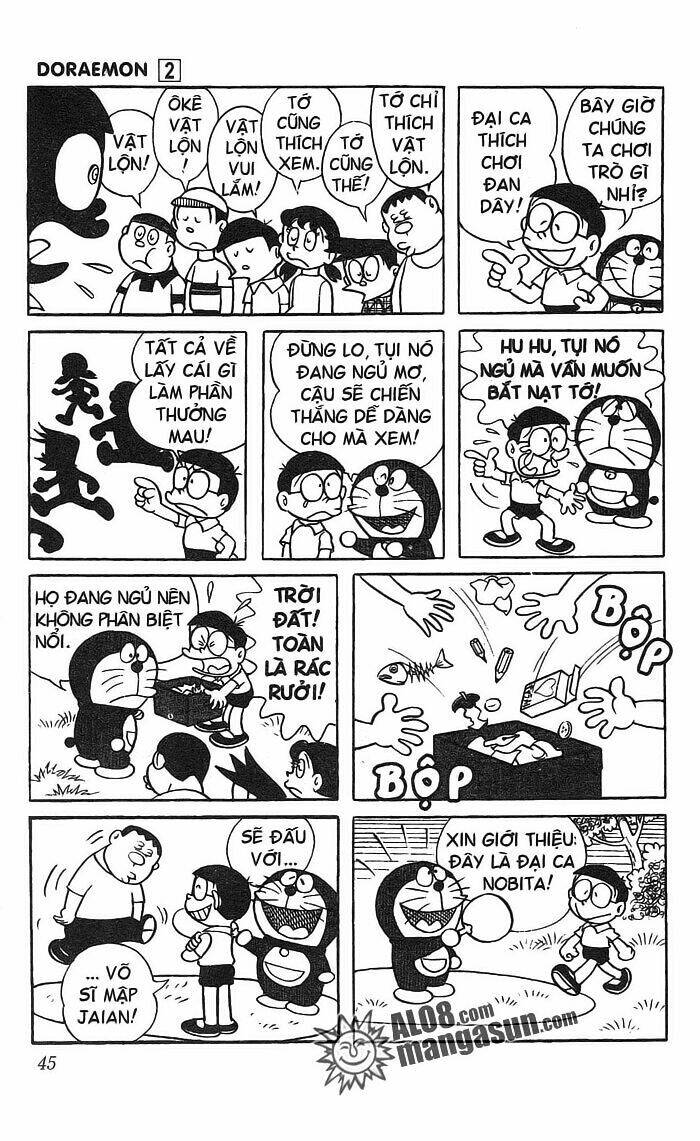 DORAEMON 2
BÂY GIỜ
CHÚNG
TA CHƠI
TRÒ GÌ
NHỈ?
ĐẠI CA
THÍCH
CHƠI
ĐAN
DÂY!
TỚ CHỈ
THÍCH
VẬT
LỘN.
TỚ
CŨNG
THẾ!
TỚ
CŨNG
THÍCH
XEM.
VẬT
LỘN
VUI
LẮM!
ÔKÊ
VẬT
LỘN!
VẬT
LỘN!
HU HU, TỤI NÓ
NGỦ MÀ VẨN MUỐN
BẮT NẠT TỚ!
ĐỪNG LO, TỤI NÓ
ĐANG NGỦ MƠ,
CẬU SẼ CHIẾN
THẮNG DỄ DÀNG
CHO MÀ XEM!
TẤT CẢ VỀ
LẤY CÁI GÌ
LÀM PHẦN
THƯỞNG
MAU!
BỘP
BỘP
TRỜI
ĐẤT!
TOÀN
LÀ RÁC
RƯỞI!
HỌ ĐANG NGỦ NÊN
KHÔNG PHÂN BIỆT
NỔI.
XIN GIỚI THIỆU:
ĐÂY LÀ ĐẠI CA
NOBITA!
SẼ ĐẤU
VỚI...
... VÕ
SĨ MẬP
JAIAN!
45
ALO8.com
mangasun.com